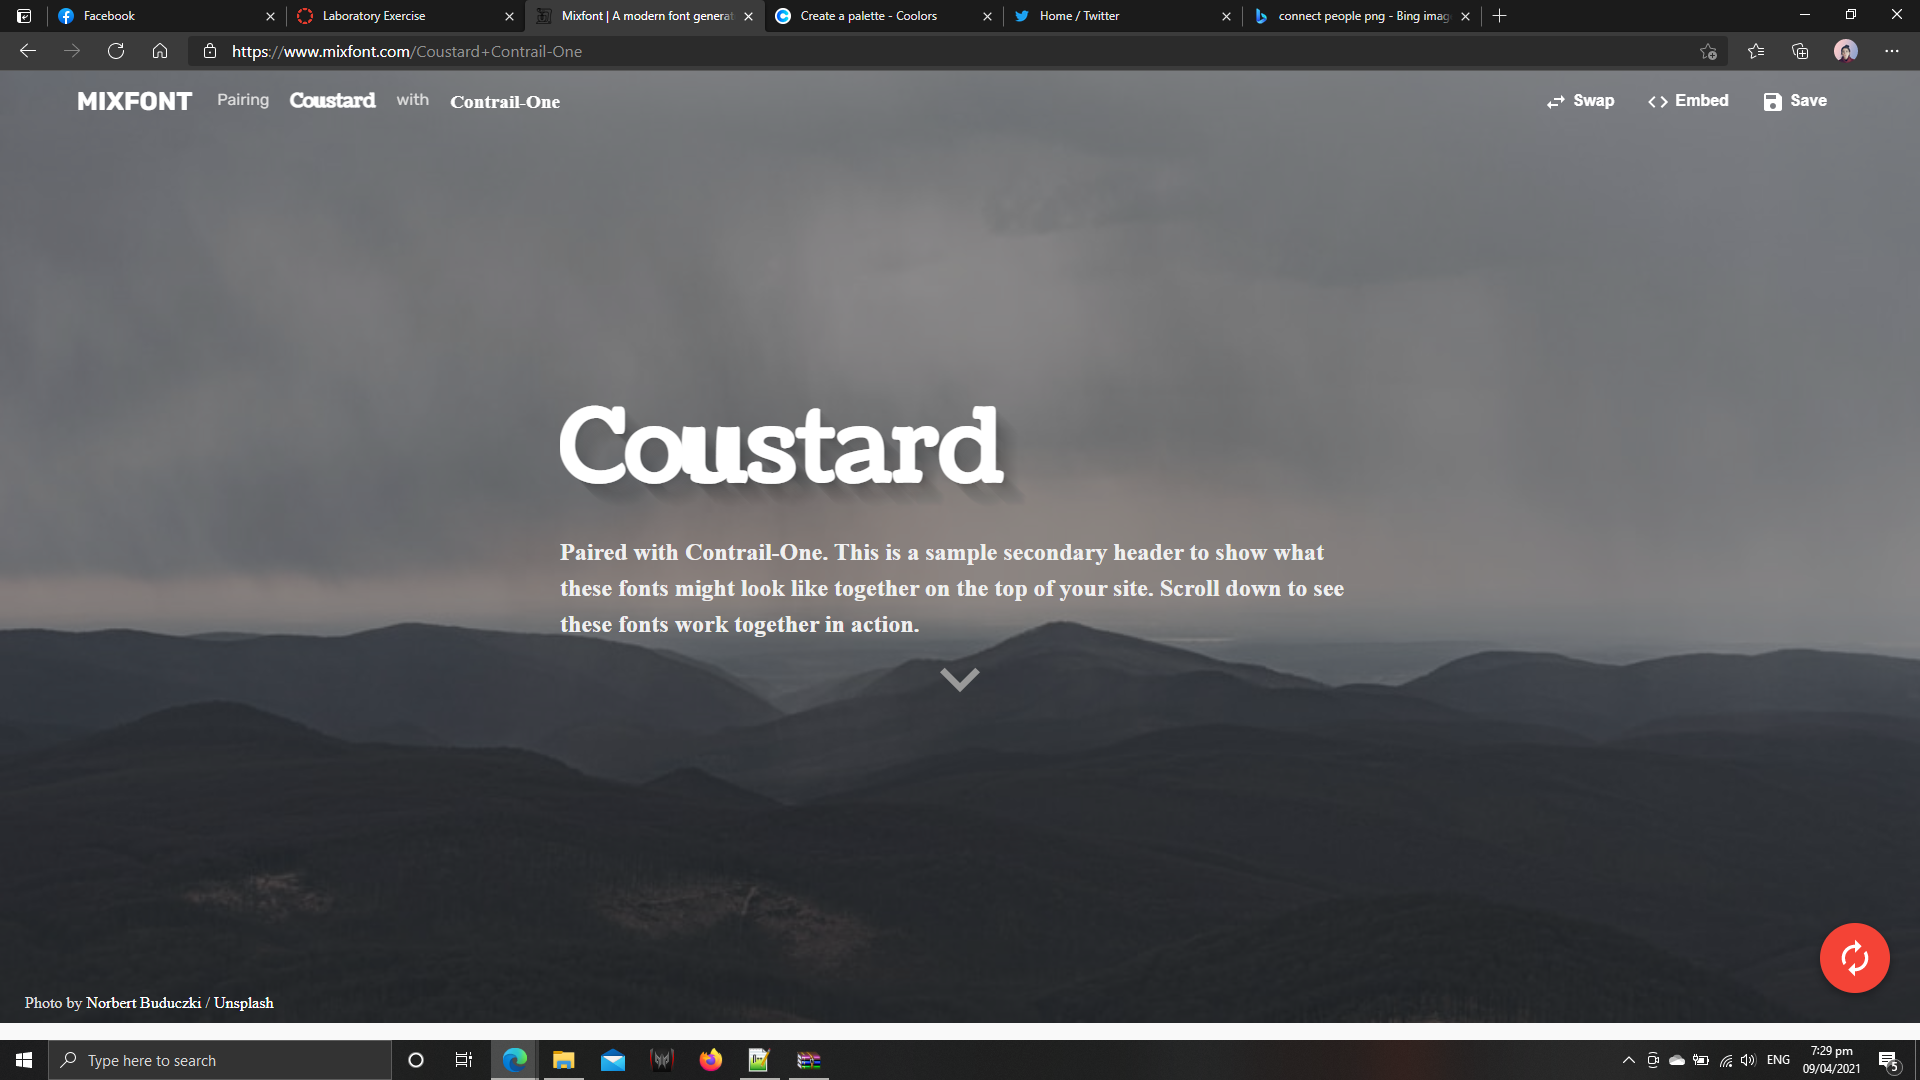 Facebook
Laboratory Exercise
Mixfont | A modern font generat
Create a palette - Coolors
Home / Twitter
connect people png - Bing imag
https://www.mixfont.com/Coustard+Contrail-One
MIXFONT Pairing Coustard with Contrail-One Swap Embed Save
Coustard
Paired with Contrail-One. This is a sample secondary header to show what
these fonts might look like together on the top of your site. Scroll down to see
these fonts work together in action.
Photo by Norbert Buduczki / Unsplash
Type here to search
ENG
7:29 pm
09/04/2021
5